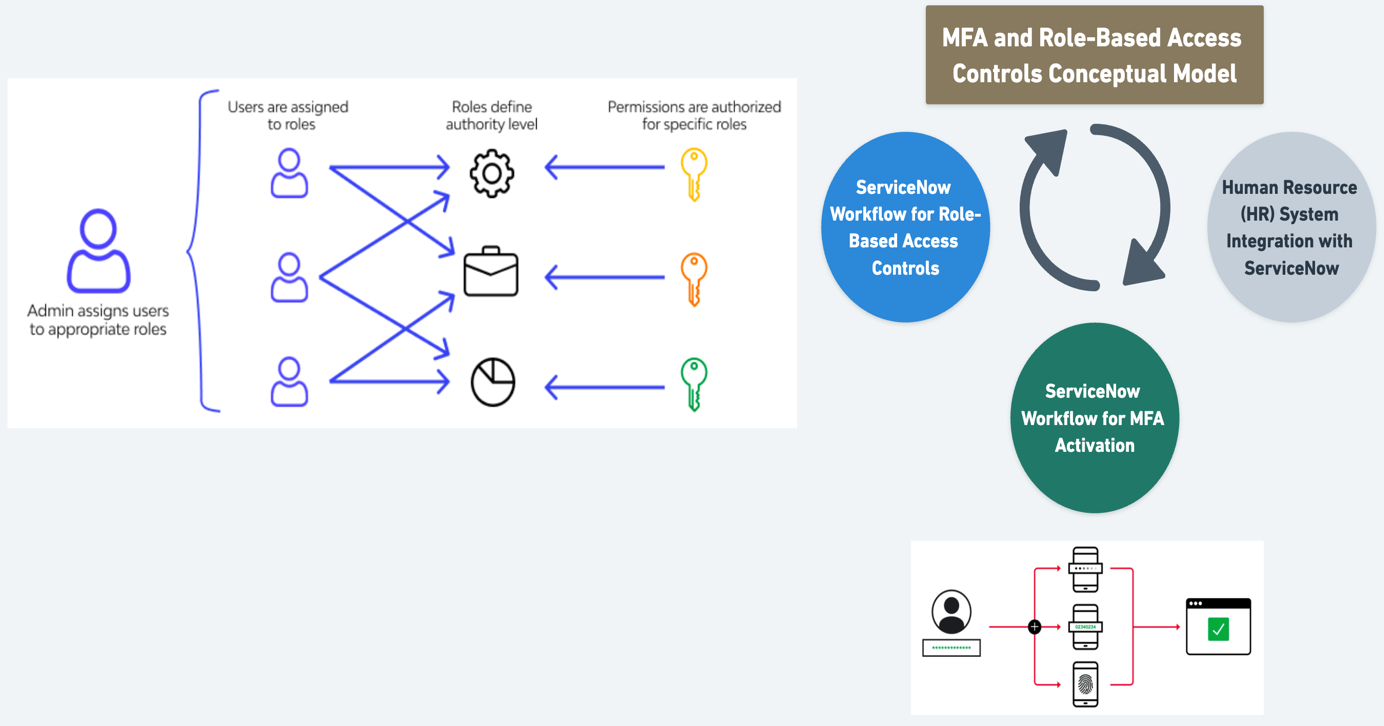 MFA and Role-Based Access
Controls Conceptual Model
Users are assigned
to roles
Roles define
authority level
Permissions are authorized
for specific roles
Admin assigns users
to appropriate roles
ServiceNow
Workflow for Role-
Based Access
Controls
Human Resource
(HR) System
Integration with
ServiceNow
ServiceNow
Workflow for MFA
Activation